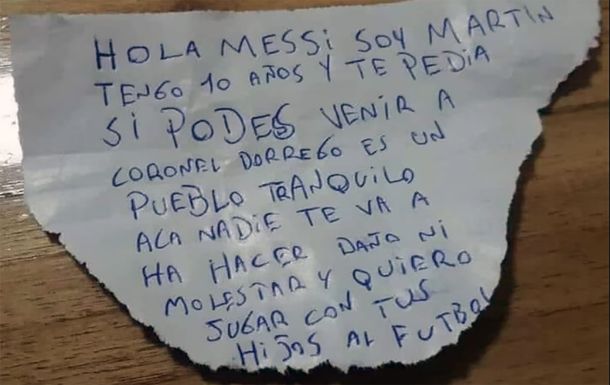 HOLA MESSI SOY MARTIN
TENGO 10 AÑOS Y TE PEDIA
SI PODES VENIR A
CORONEL DORREGO ES UN
PUEBLO TRANQUILO
ACA NADIE TE VA A
HA HACER DAÑO NI
MOLESTAR Y QUIERO
JUGAR CON TUS
HIJOS AL FUTBOL